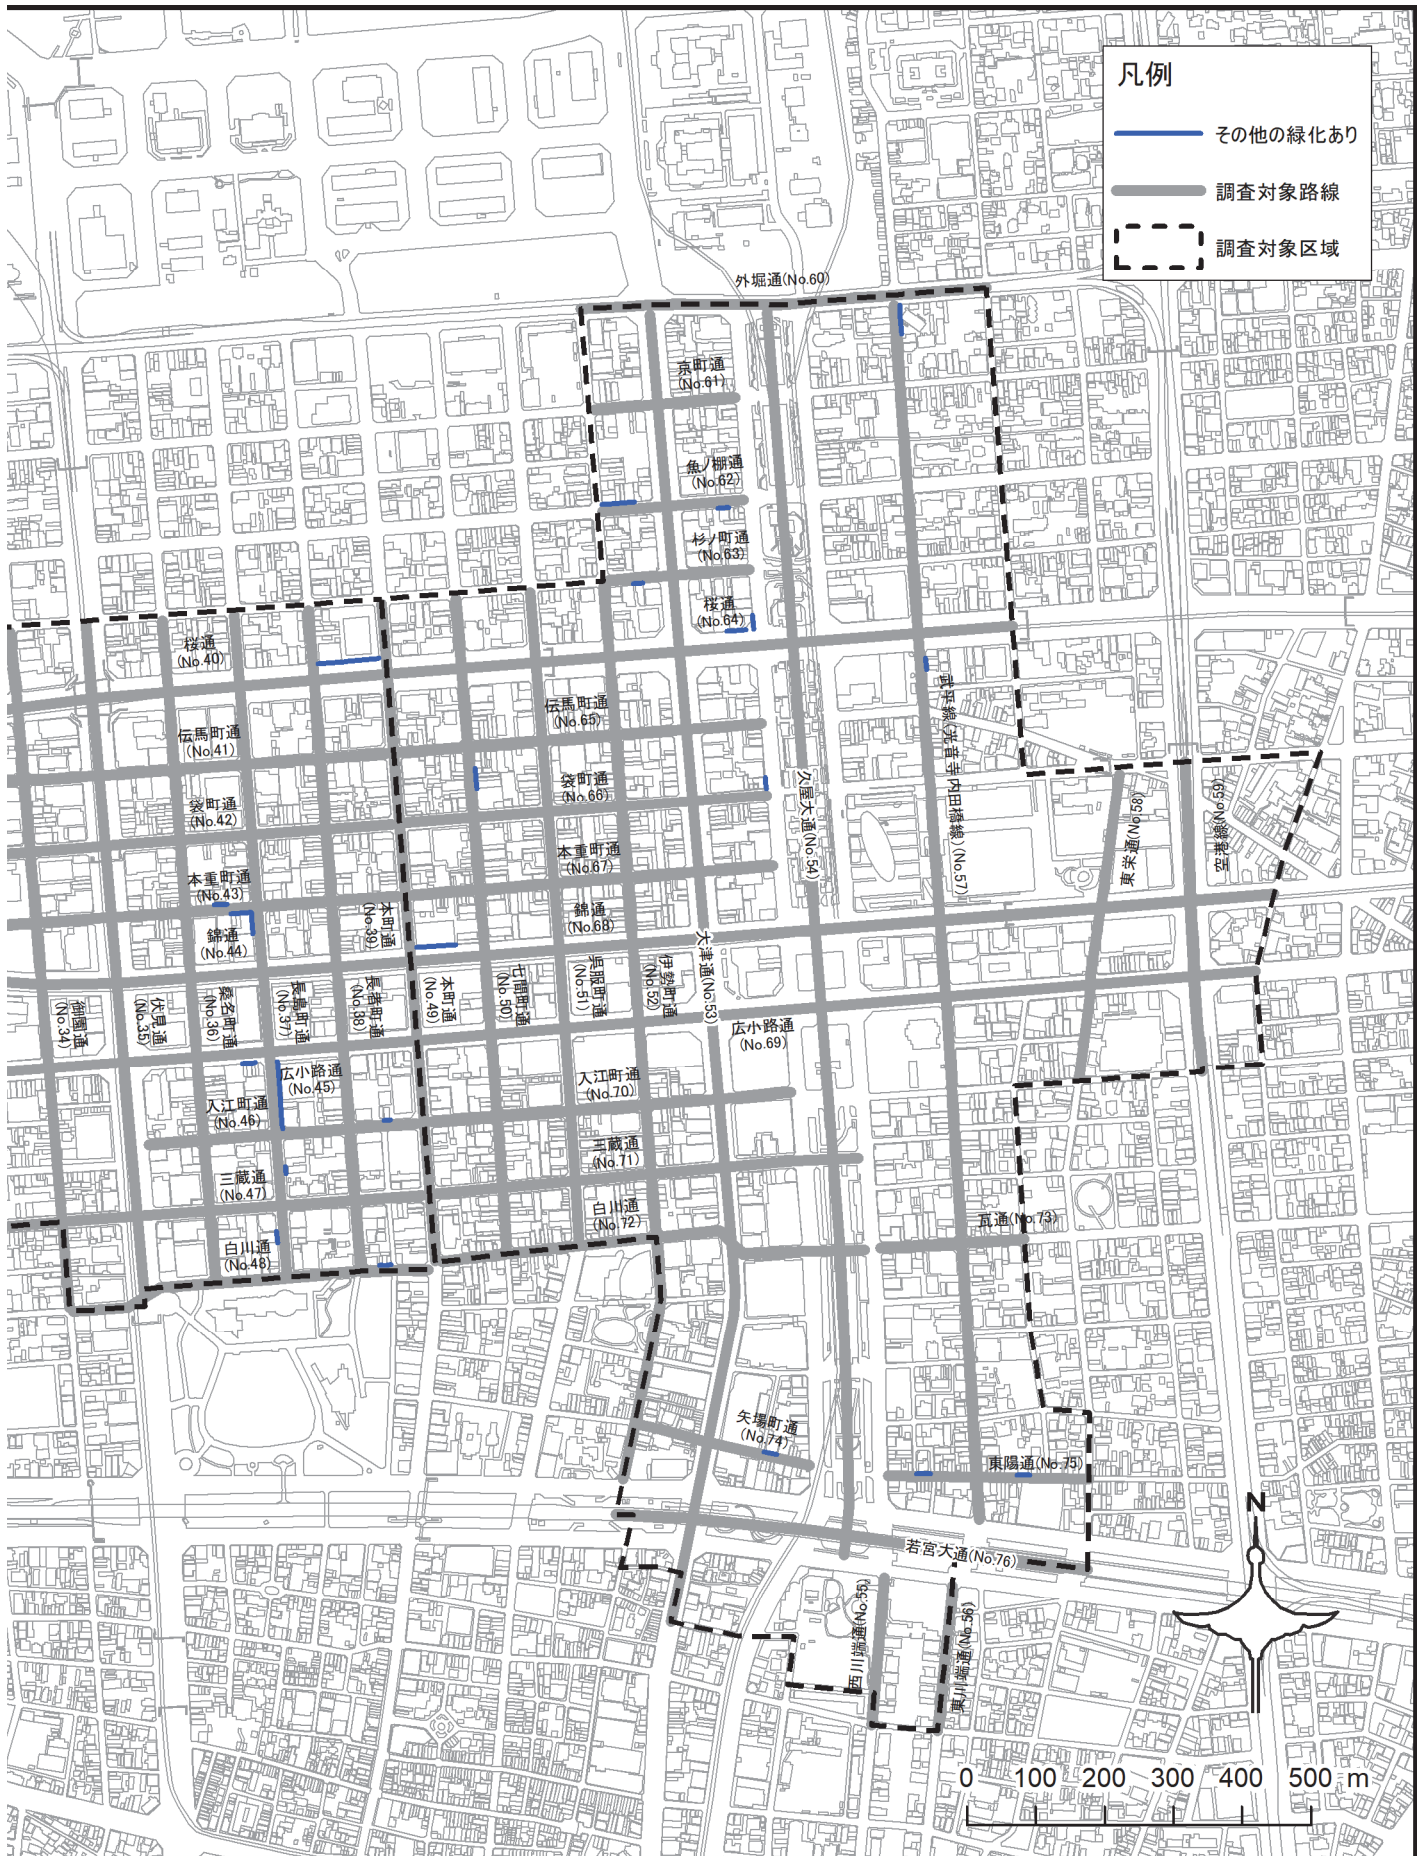 凡例
その他の緑化あり
調査対象路線
調査対象区域
外堀通(No.60)
京町通
(No.61)
魚ノ棚通
(No.62)
杉ノ町通
(No.63)
桜通
(No.64)
桜通
(No.40)
伝馬町通
(No.65)
伝馬町通
(No.41)
袋町通
(No.66)
袋町通
(No.42)
本重町通
(No.67)
本重町通
(No.43)
錦通
(No.68)
錦通
(No.44)
本町通
(No.39)
久屋大通(No.54)
武平線(光音寺内田橋線)(No.57)
東栄通(No.58)
空港線(No.59)
大津通(No.53)
御園通
(No.34)
伏見通
(No.35)
桑名町通
(No.36)
長島町通
(No.37)
長者町通
(No.38)
本町通
(No.49)
七間町通
(No.50)
呉服町通
(No.51)
伊勢町通
(No.52)
広小路通
(No.69)
広小路通
(No.45)
入江町通
(No.70)
入江町通
(No.46)
三蔵通
(No.71)
三蔵通
(No.47)
白川通
(No.72)
白川通
(No.48)
瓦通(No.73)
矢場町通
(No.74)
東陽通(No.75)
若宮大通(No.76)
西川端通(No.55)
東川端通(No.56)
N
0 100 200 300 400 500 m